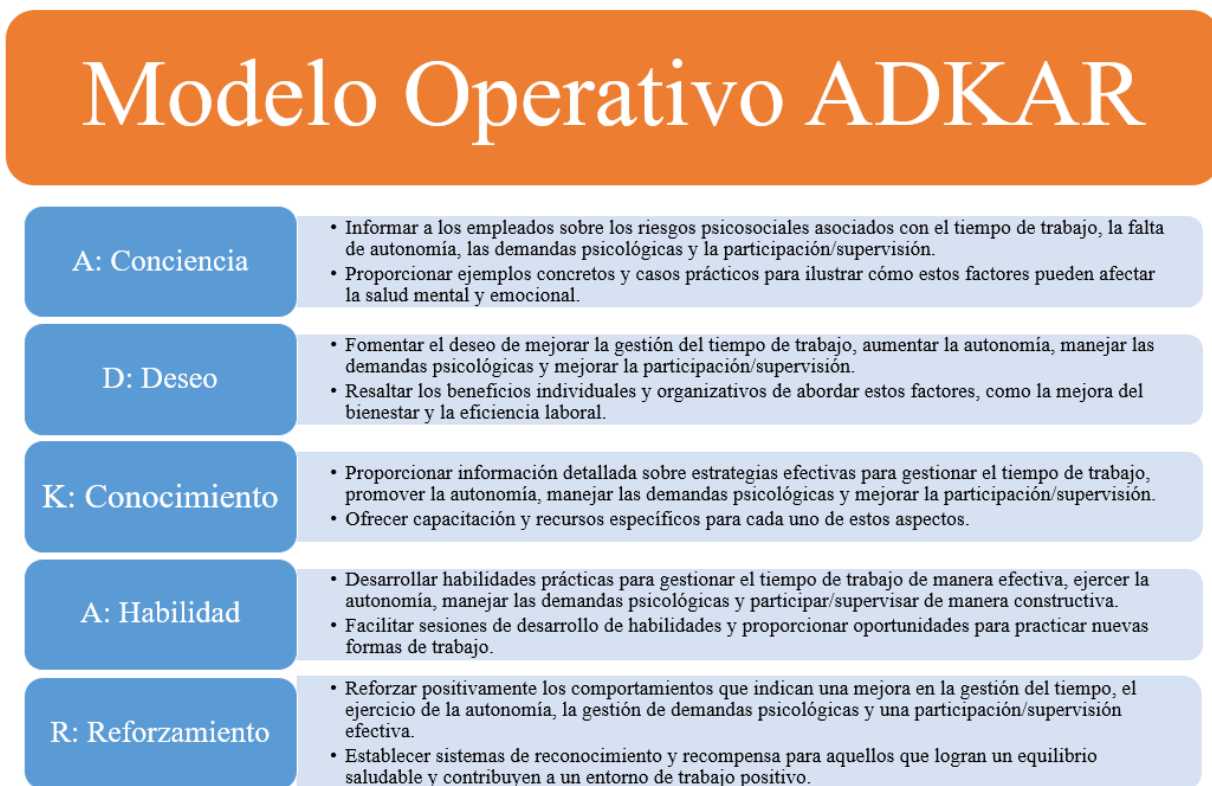 Modelo Operativo ADKAR
A: Conciencia
• Informar a los empleados sobre los riesgos psicosociales asociados con el tiempo de trabajo, la falta
de autonomía, las demandas psicológicas y la participación/supervisión.
• Proporcionar ejemplos concretos y casos prácticos para ilustrar cómo estos factores pueden afectar
la salud mental y emocional.
D: Deseo
• Fomentar el deseo de mejorar la gestión del tiempo de trabajo, aumentar la autonomía, manejar las
demandas psicológicas y mejorar la participación/supervisión.
• Resaltar los beneficios individuales y organizativos de abordar estos factores, como la mejora del
bienestar y la eficiencia laboral.
K: Conocimiento
• Proporcionar información detallada sobre estrategias efectivas para gestionar el tiempo de trabajo,
promover la autonomía, manejar las demandas psicológicas y mejorar la participación/supervisión.
• Ofrecer capacitación y recursos específicos para cada uno de estos aspectos.
A: Habilidad
• Desarrollar habilidades prácticas para gestionar el tiempo de trabajo de manera efectiva, ejercer la
autonomía, manejar las demandas psicológicas y participar/supervisar de manera constructiva.
• Facilitar sesiones de desarrollo de habilidades y proporcionar oportunidades para practicar nuevas
formas de trabajo.
R: Reforzamiento
• Reforzar positivamente los comportamientos que indican una mejora en la gestión del tiempo, el
ejercicio de la autonomía, la gestión de demandas psicológicas y una participación/supervisión
efectiva.
• Establecer sistemas de reconocimiento y recompensa para aquellos que logran un equilibrio
saludable y contribuyen a un entorno de trabajo positivo.